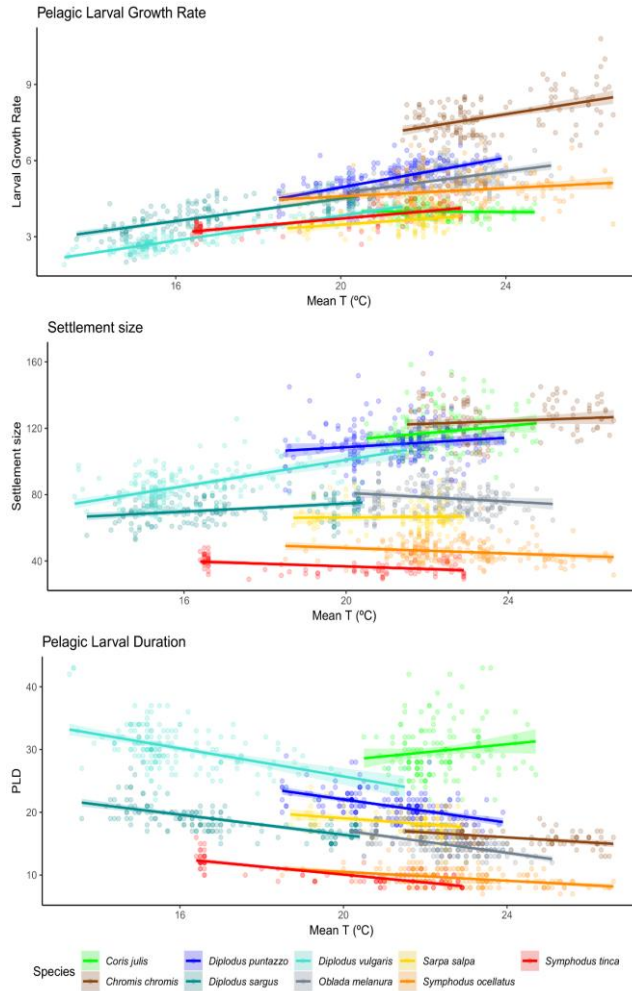 Pelagic Larval Growth Rate
Larval Growth Rate
9
6
3
16
20
24
Mean T (ºC)
Settlement size
Settlement size
160
120
80
40
16
20
24
Mean T (ºC)
Pelagic Larval Duration
PLD
40
30
20
10
16
20
24
Mean T (ºC)
Species
Coris julis
Diplodus puntazzo
Diplodus vulgaris
Sarpa salpa
Symphodus tinca
Chromis chromis
Diplodus sargus
Oblada melanura
Symphodus ocellatus